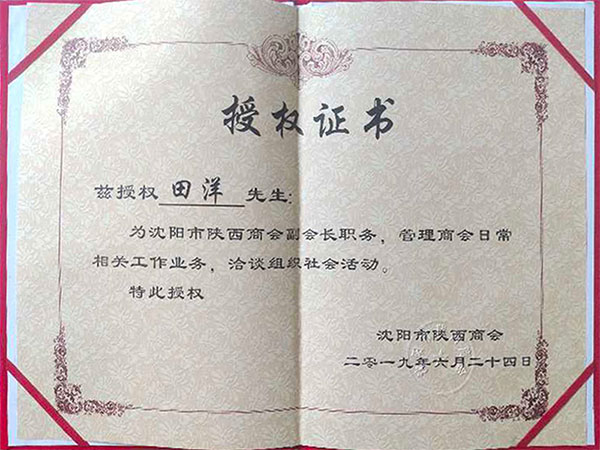 授权证书
兹授权 田洋 先生:
为沈阳市陕西商会副会长职务，管理商会日常
相关工作业务，洽谈组织社会活动。
特此授权
沈阳市陕西商会
二零一九年六月二十四日